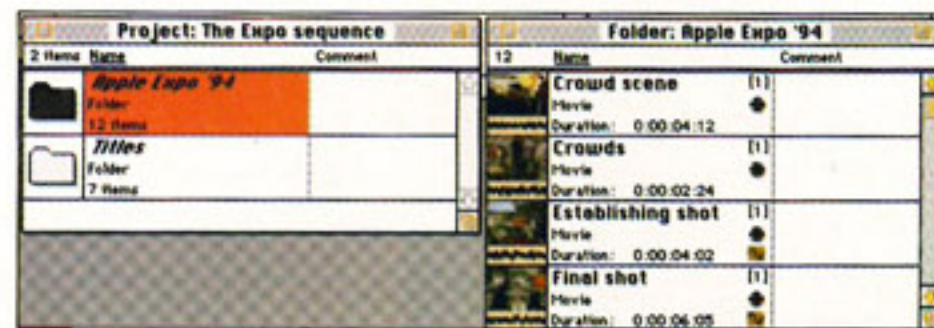 Project: The Expo sequence
2 items Name Comment
Apple Expo '94
Folder
12 items
Titles
Folder
7 items
Folder: Apple Expo '94
12 Name Comment
Crowd scene [1]
Movie
Duration: 0:00:04:12
Crowds [1]
Movie
Duration: 0:00:02:24
Establishing shot [1]
Movie
Duration: 0:00:04:02
Final shot [1]
Movie
Duration: 0:00:06:05